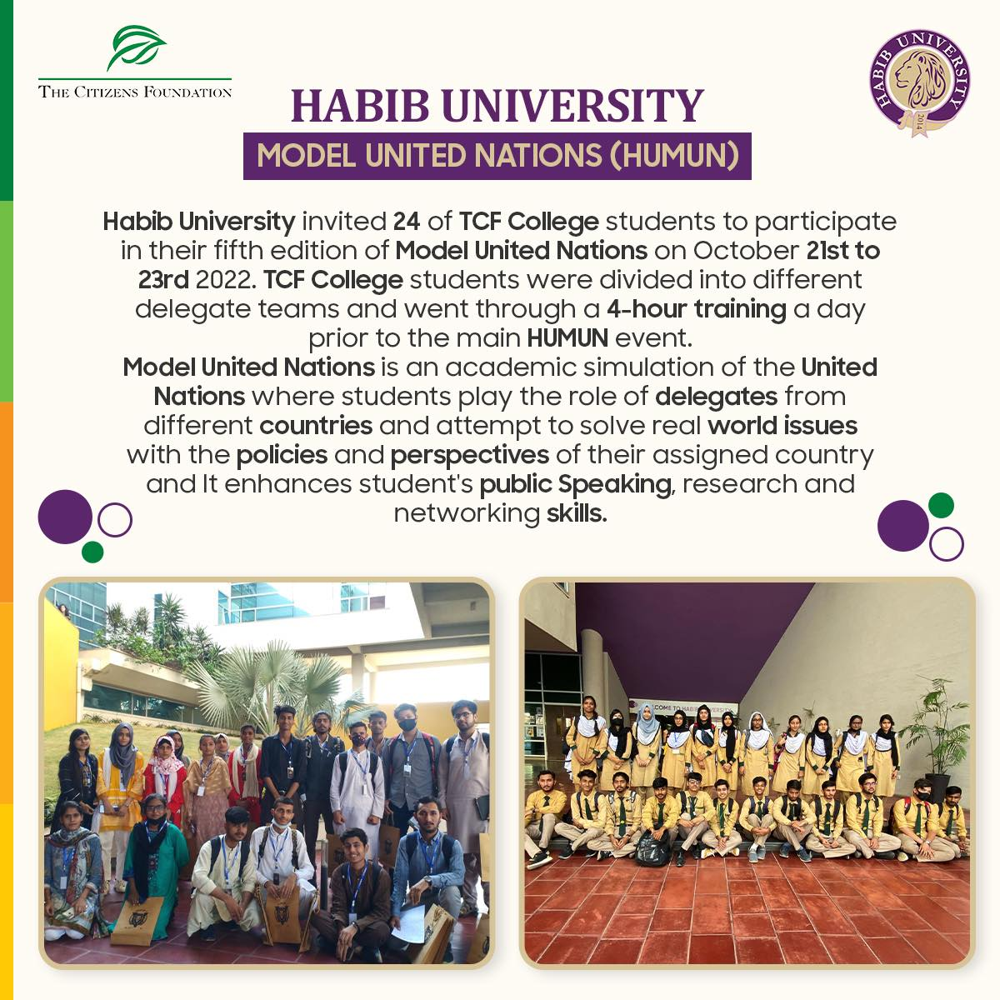 THE CITIZENS FOUNDATION
HABIB UNIVERSITY
2014
HABIB UNIVERSITY
MODEL UNITED NATIONS (HUMUN)
Habib University invited 24 of TCF College students to participate
in their fifth edition of Model United Nations on October 21st to
23rd 2022. TCF College students were divided into different
delegate teams and went through a 4-hour training a day
prior to the main HUMUN event.
Model United Nations is an academic simulation of the United
Nations where students play the role of delegates from
different countries and attempt to solve real world issues
with the policies and perspectives of their assigned country
and It enhances student's public Speaking, research and
networking skills.
COME TO HABIB UNIVERSITY